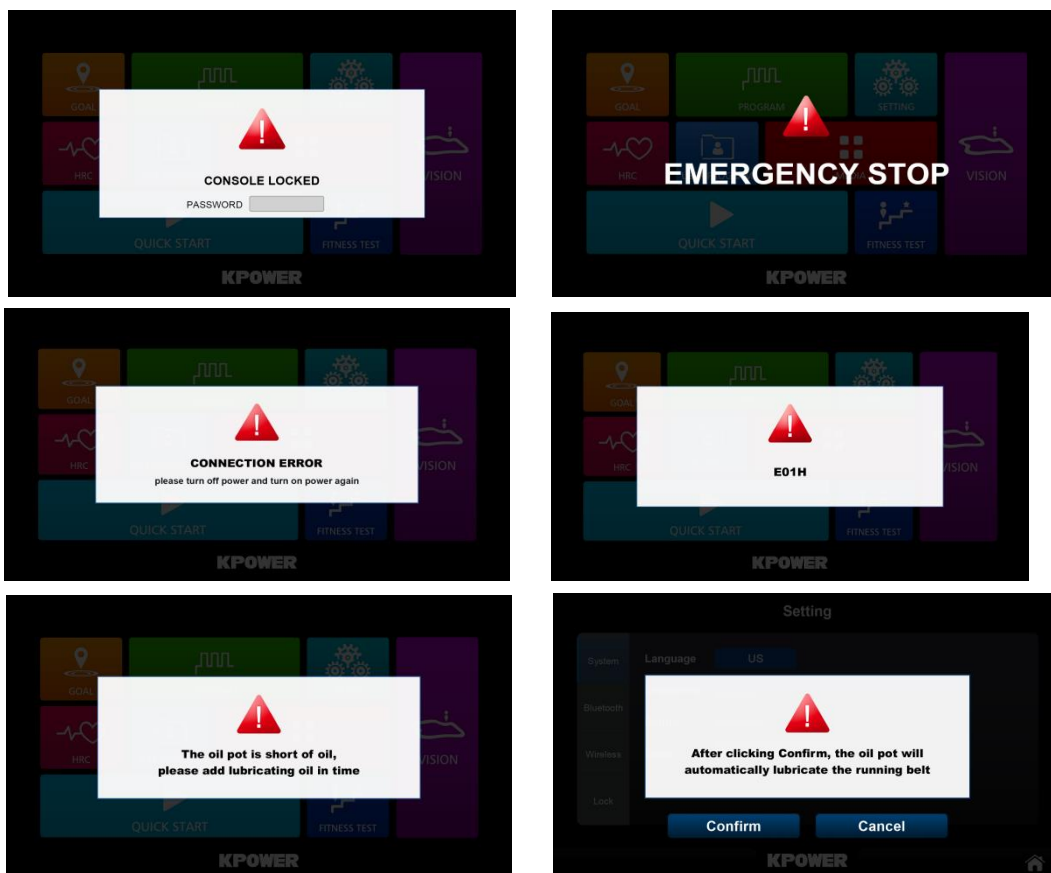 GOAL
CONSOLE LOCKED
PASSWORD
HRC
VISION
QUICK START
FITNESS TEST
KPOWER
GOAL
PROGRAM
SETTING
EMERGENCY STOP
HRC
VISION
QUICK START
FITNESS TEST
KPOWER
GOAL
CONNECTION ERROR
please turn off power and turn on power again
HRC
VISION
QUICK START
FITNESS TEST
KPOWER
GOAL
E01H
HRC
VISION
QUICK START
FITNESS TEST
KPOWER
GOAL
The oil pot is short of oil,
please add lubricating oil in time
HRC
VISION
QUICK START
FITNESS TEST
KPOWER
Setting
System
Language US
Bluetooth
Wireless
Lock
After clicking Confirm, the oil pot will
automatically lubricate the running belt
Confirm Cancel
KPOWER